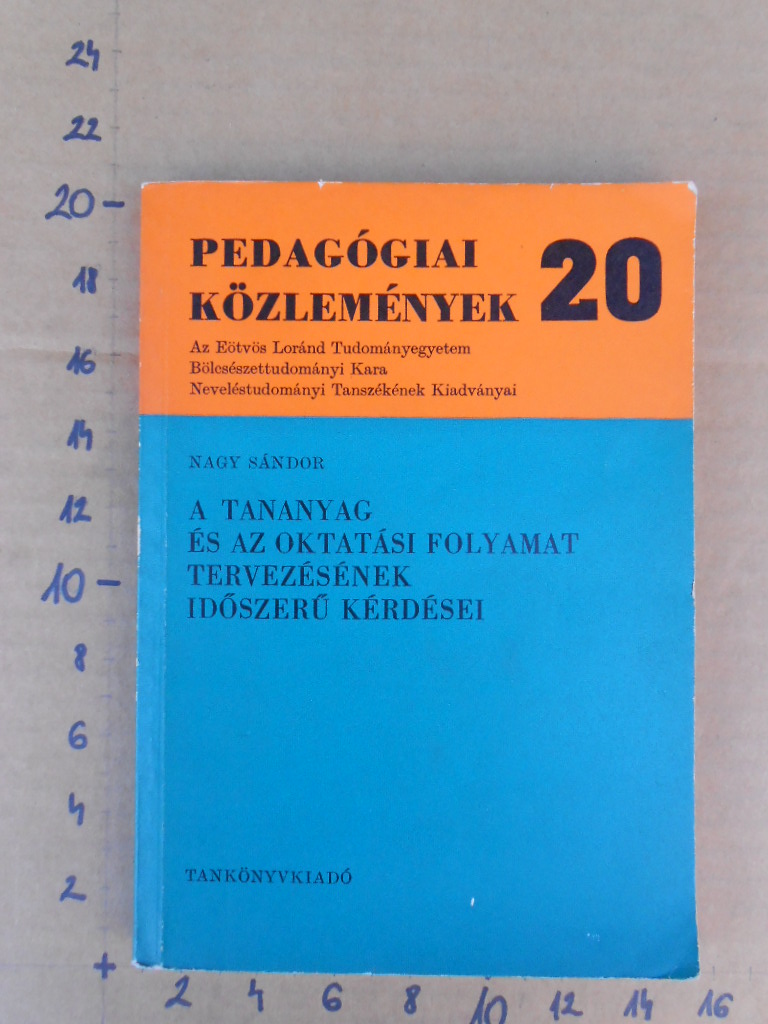 24
22
20
18
16
14
12
10
8
6
4
2
+
PEDAGÓGIAI
KÖZLEMÉNYEK 20
Az Eötvös Loránd Tudományegyetem
Bölcsészettudományi Kara
Neveléstudományi Tanszékének Kiadványai
NAGY SÁNDOR
A TANANYAG
ÉS AZ OKTATÁSI FOLYAMAT
TERVEZÉSÉNEK
IDŐSZERŰ KÉRDÉSEI
TANKÖNYVKIADÓ
2 4 6 8 10 12 14 16